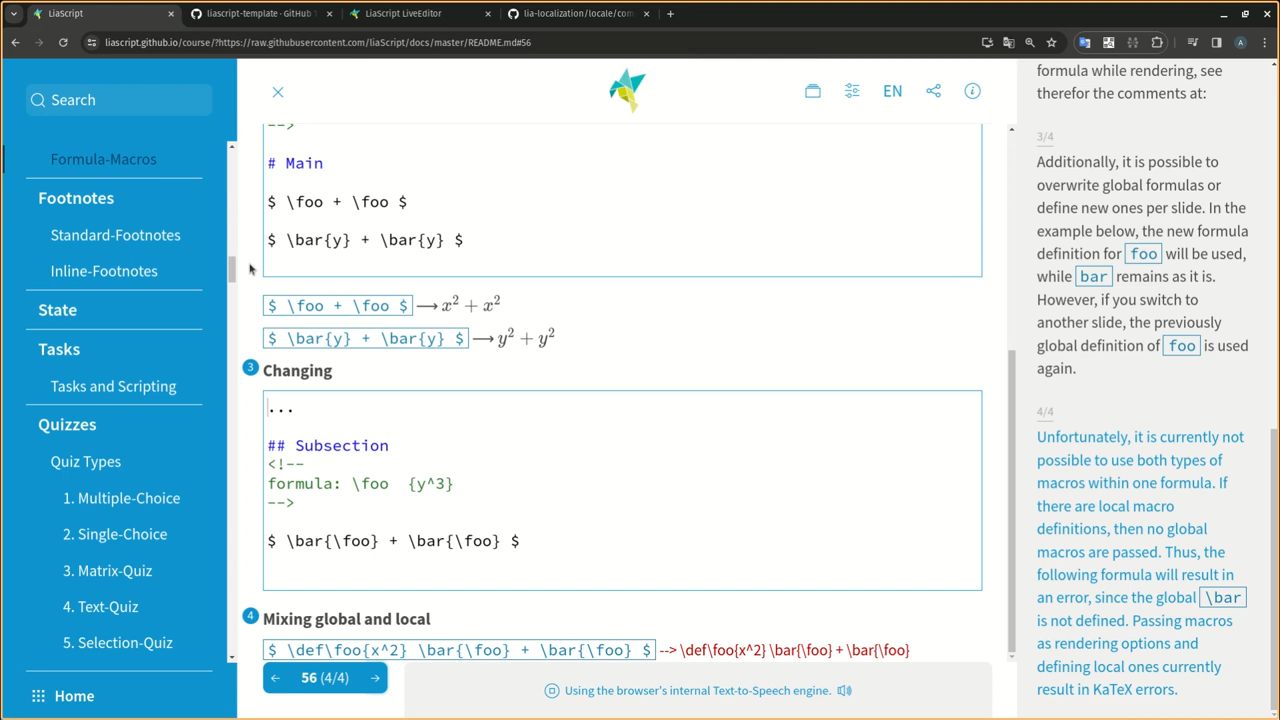 LiaScript
liascript-template · GitHub
LiaScript LiveEditor
lia-localization/locale/com
liascript.github.io/course/?https://raw.githubusercontent.com/liaScript/docs/master/README.md#56
Search
Formula-Macros
Footnotes
Standard-Footnotes
Inline-Footnotes
State
Tasks
Tasks and Scripting
Quizzes
Quiz Types
1. Multiple-Choice
2. Single-Choice
3. Matrix-Quiz
4. Text-Quiz
5. Selection-Quiz
Home
EN
-->
# Main
$ \foo + \foo $
$ \bar{y} + \bar{y} $
$ \foo + \foo $ ⟶ x² + x²
$ \bar{y} + \bar{y} $ ⟶ y² + y²
3 Changing
...
## Subsection
<!--
formula: \foo  {y^3}
-->
$ \bar{\foo} + \bar{\foo} $
4 Mixing global and local
$ \def\foo{x^2} \bar{\foo} + \bar{\foo} $ --> \def\foo{x^2} \bar{\foo} + \bar{\foo}
← 56 (4/4) →
Using the browser's internal Text-to-Speech engine.
formula while rendering, see
therefor the comments at:
3/4
Additionally, it is possible to
overwrite global formulas or
define new ones per slide. In the
example below, the new formula
definition for foo will be used,
while bar remains as it is.
However, if you switch to
another slide, the previously
global definition of foo is used
again.
4/4
Unfortunately, it is currently not
possible to use both types of
macros within one formula. If
there are local macro
definitions, then no global
macros are passed. Thus, the
following formula will result in
an error, since the global \bar
is not defined. Passing macros
as rendering options and
defining local ones currently
result in KaTeX errors.